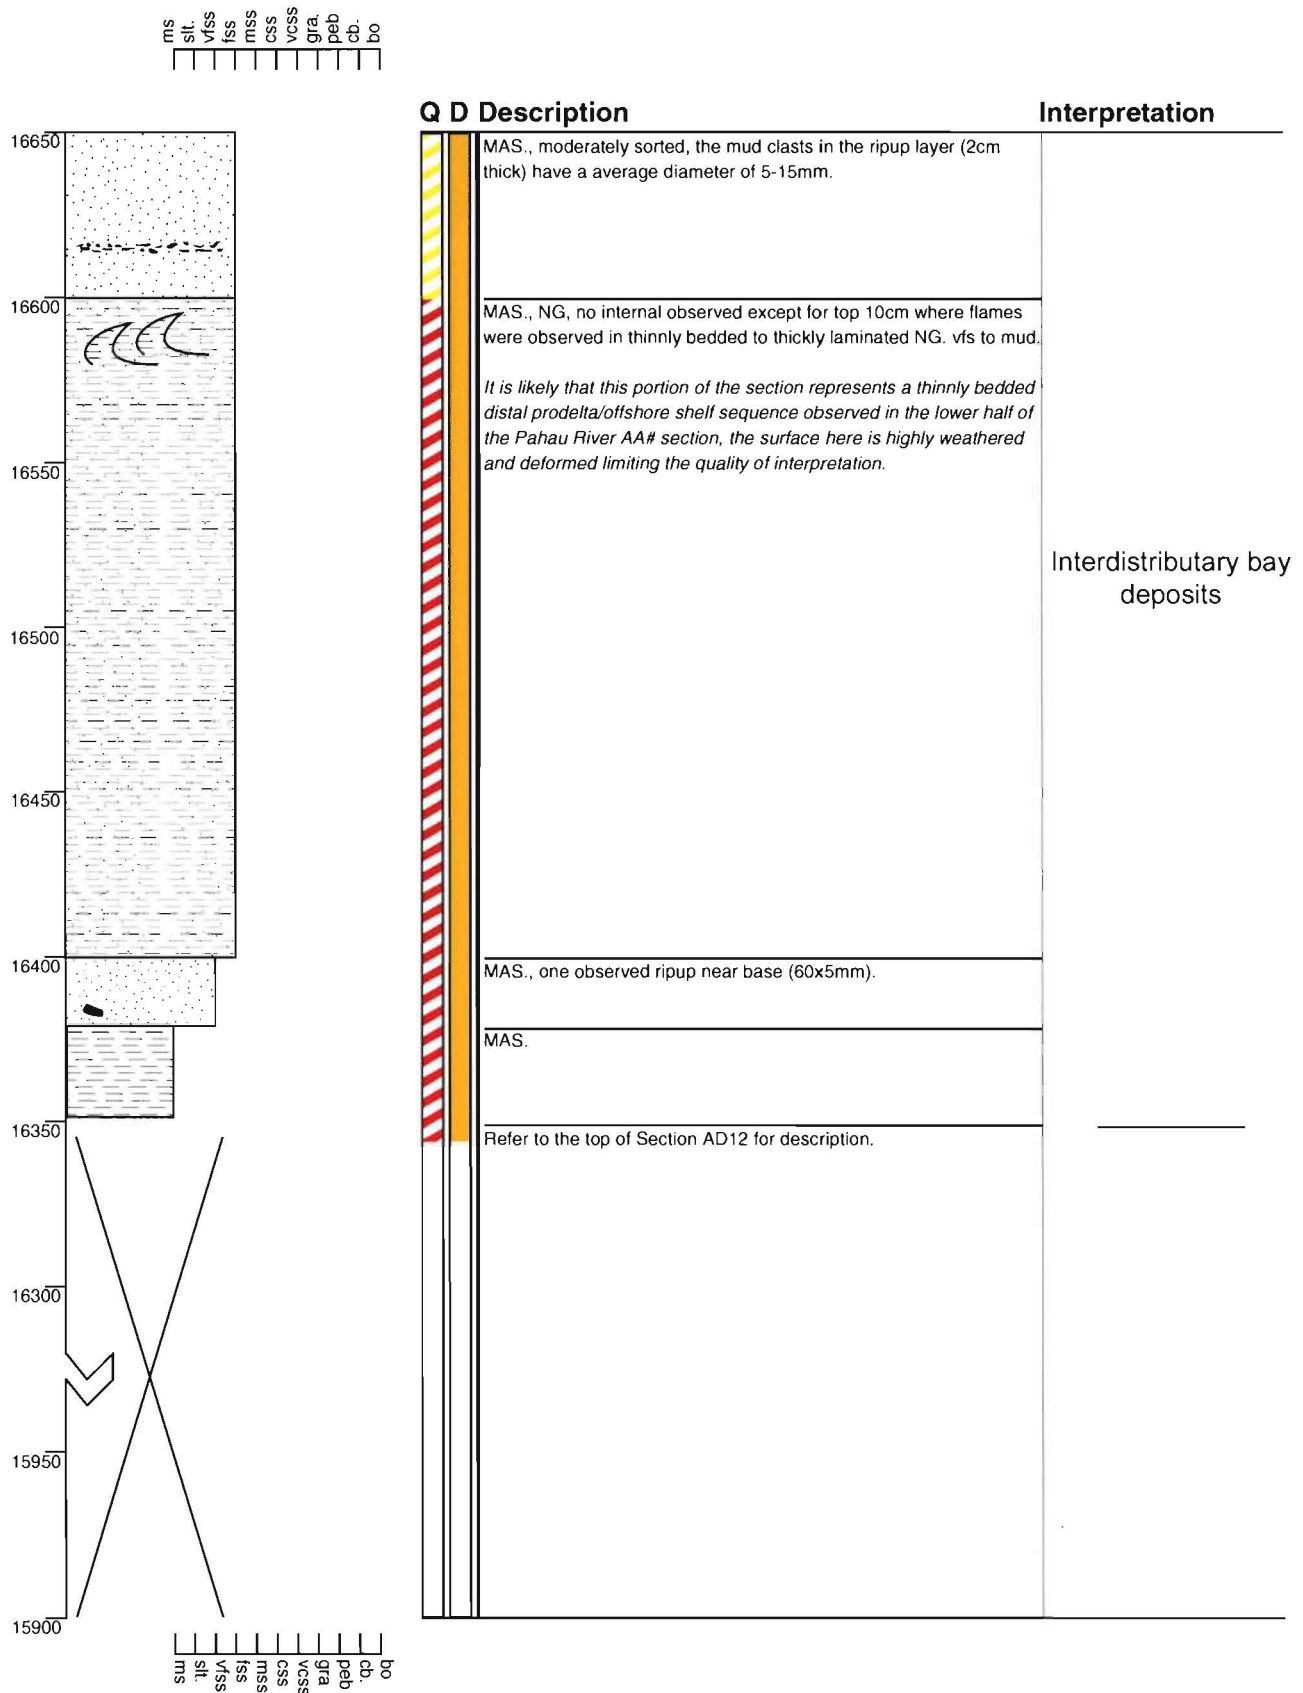 ms slt. vfss fss mss css vcss gra. peb cb. bo
Q D Description Interpretation
16650
MAS., moderately sorted, the mud clasts in the ripup layer (2cm
thick) have a average diameter of 5-15mm.
16600
MAS., NG, no internal observed except for top 10cm where flames
were observed in thinnly bedded to thickly laminated NG. vfs to mud.
It is likely that this portion of the section represents a thinnly bedded
distal prodelta/offshore shelf sequence observed in the lower half of
the Pahau River AA# section, the surface here is highly weathered
and deformed limiting the quality of interpretation.
16550
Interdistributary bay
deposits
16500
16450
16400
MAS., one observed ripup near base (60x5mm).
MAS.
16350
Refer to the top of Section AD12 for description.
16300
15950
15900
ms slt. vfss fss mss css vcss gra peb cb. bo